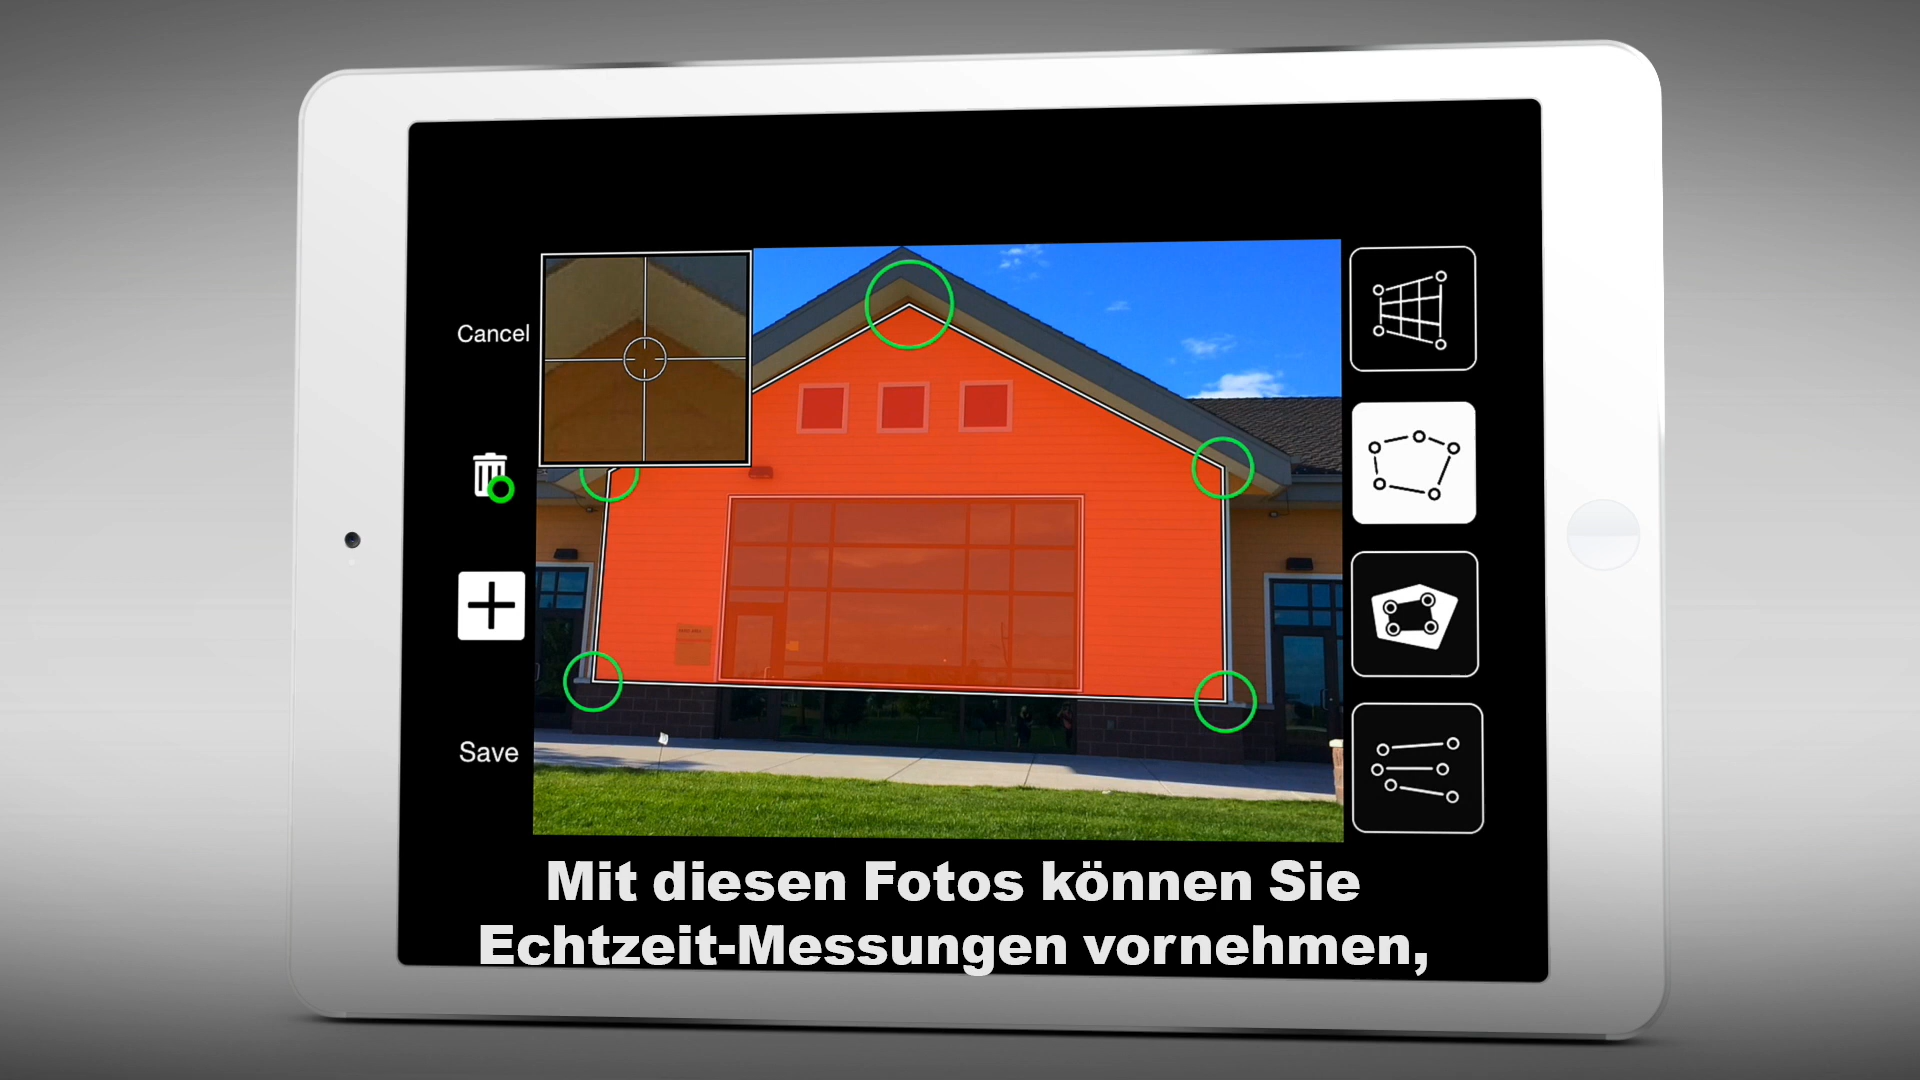 Cancel
Save
Mit diesen Fotos können Sie
Echtzeit-Messungen vornehmen,